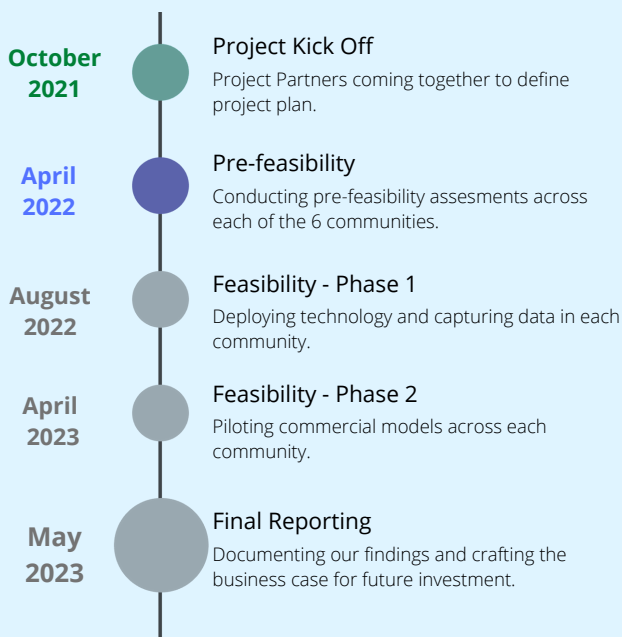 October
2021
Project Kick Off
Project Partners coming together to define
project plan.
April
2022
Pre-feasibility
Conducting pre-feasibility assesments across
each of the 6 communities.
August
2022
Feasibility - Phase 1
Deploying technology and capturing data in each
community.
April
2023
Feasibility - Phase 2
Piloting commercial models across each
community.
May
2023
Final Reporting
Documenting our findings and crafting the
business case for future investment.